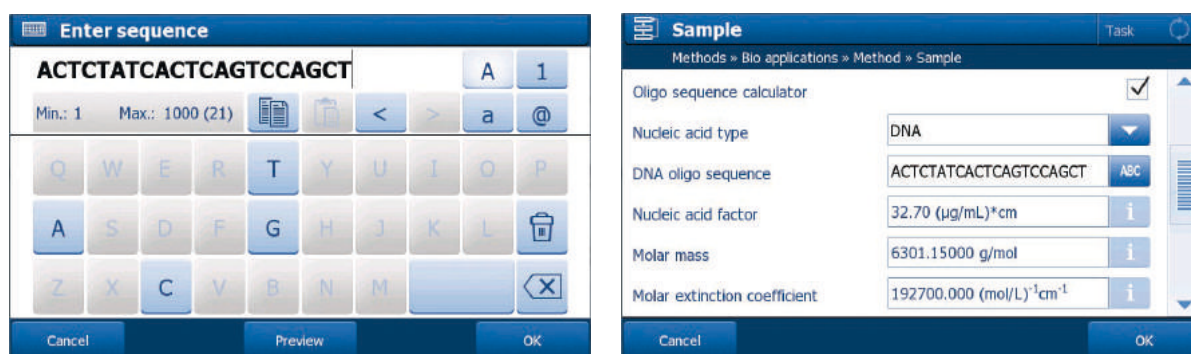 Enter sequence
ACTCTATCACTCAGTCCAGCT A 1
Min.: 1 Max.: 1000 (21) < > a @
Q W E R T Y U I O P
A S D F G H J K L
Z X C V B N M
Cancel Preview OK
Sample Task
Methods » Bio applications » Method » Sample
Oligo sequence calculator
Nucleic acid type DNA
DNA oligo sequence ACTCTATCACTCAGTCCAGCT ABC
Nucleic acid factor 32.70 (µg/mL)*cm i
Molar mass 6301.15000 g/mol i
Molar extinction coefficient 192700.000 (mol/L)⁻¹cm⁻¹ i
Cancel OK